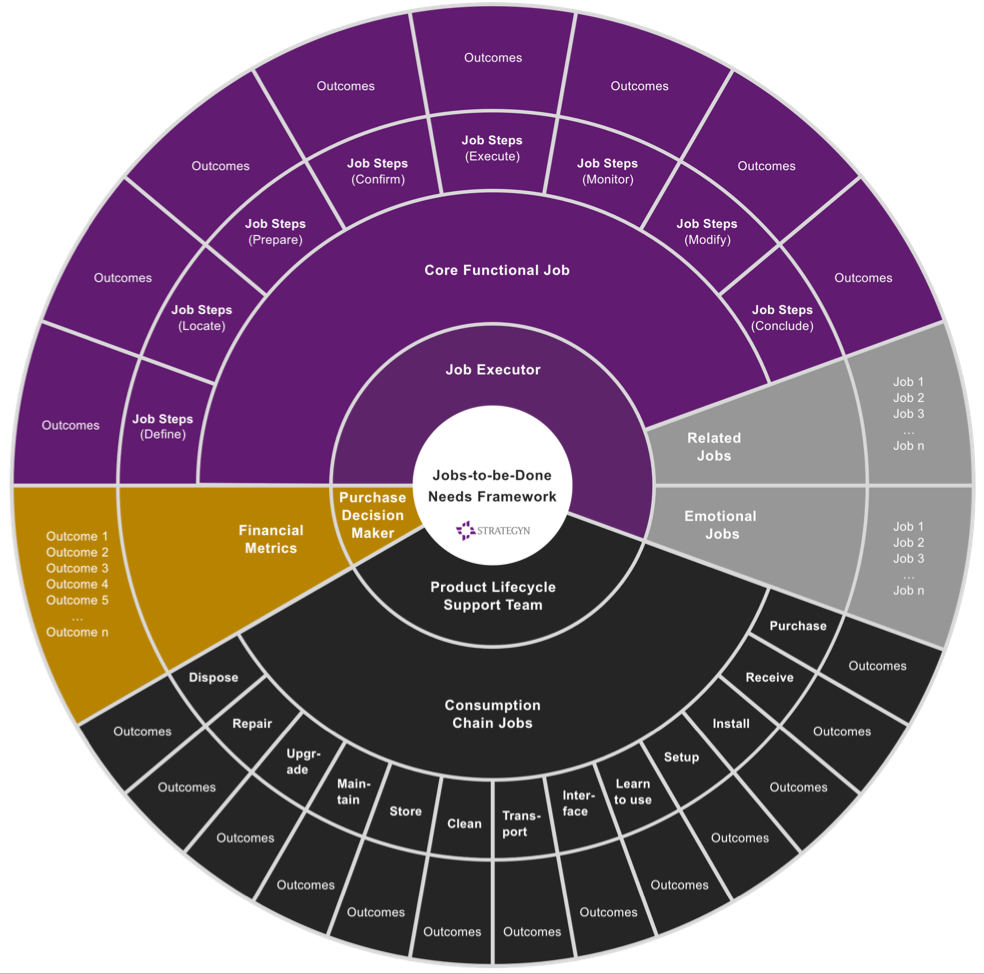 Outcomes
Outcomes
Outcomes
Outcomes
Outcomes
Outcomes
Outcomes
Outcomes
Job Steps
(Define)
Job Steps
(Locate)
Job Steps
(Prepare)
Job Steps
(Confirm)
Job Steps
(Execute)
Job Steps
(Monitor)
Job Steps
(Modify)
Job Steps
(Conclude)
Core Functional Job
Job Executor
Jobs-to-be-Done
Needs Framework
STRATEGYN
Related
Jobs
Job 1
Job 2
Job 3
...
Job n
Emotional
Jobs
Job 1
Job 2
Job 3
...
Job n
Purchase
Decision
Maker
Financial
Metrics
Outcome 1
Outcome 2
Outcome 3
Outcome 4
Outcome 5
...
Outcome n
Product Lifecycle
Support Team
Consumption
Chain Jobs
Purchase
Receive
Install
Setup
Learn
to use
Inter-
face
Trans-
port
Clean
Store
Main-
tain
Upgr-
ade
Repair
Dispose
Outcomes
Outcomes
Outcomes
Outcomes
Outcomes
Outcomes
Outcomes
Outcomes
Outcomes
Outcomes
Outcomes
Outcomes
Outcomes